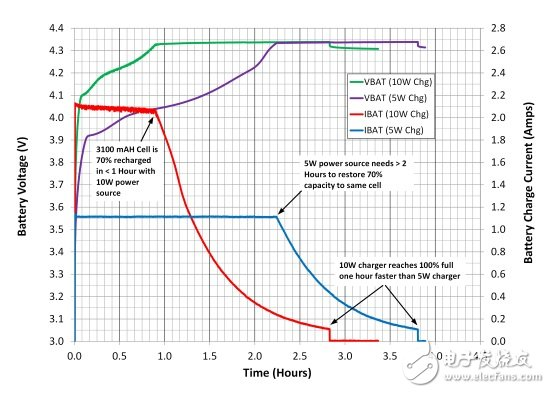 4.4
4.3
4.2
4.1
4.0
3.9
3.8
3.7
3.6
3.5
3.4
3.3
3.2
3.1
3.0
Battery Voltage (V)
2.8
2.6
2.4
2.2
2.0
1.8
1.6
1.4
1.2
1.0
0.8
0.6
0.4
0.2
0.0
Battery Charge Current (Amps)
VBAT (10W Chg)
VBAT (5W Chg)
IBAT (10W Chg)
IBAT (5W Chg)
3100 mAH Cell is
70% recharged
in < 1 Hour with
10W power
source
5W power source needs > 2
Hours to restore 70%
capacity to same cell
10W charger reaches 100% full
one hour faster than 5W charger
0.0 0.5 1.0 1.5 2.0 2.5 3.0 3.5
Time (Hours)
电子发烧友
www.elecfans.com